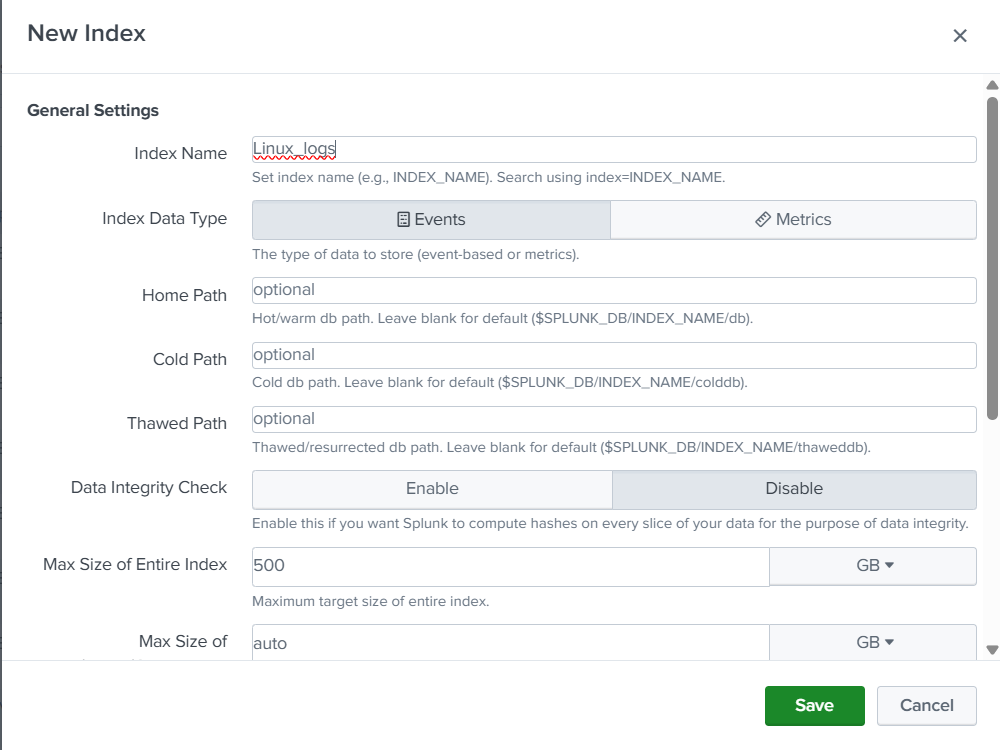 New Index
General Settings
Index Name
Linux_logs
Set index name (e.g., INDEX_NAME). Search using index=INDEX_NAME.
Index Data Type
Events
Metrics
The type of data to store (event-based or metrics).
Home Path
optional
Hot/warm db path. Leave blank for default ($SPLUNK_DB/INDEX_NAME/db).
Cold Path
optional
Cold db path. Leave blank for default ($SPLUNK_DB/INDEX_NAME/colddb).
Thawed Path
optional
Thawed/resurrected db path. Leave blank for default ($SPLUNK_DB/INDEX_NAME/thaweddb).
Data Integrity Check
Enable
Disable
Enable this if you want Splunk to compute hashes on every slice of your data for the purpose of data integrity.
Max Size of Entire Index
500
GB
Maximum target size of entire index.
Max Size of
auto
GB
Save
Cancel